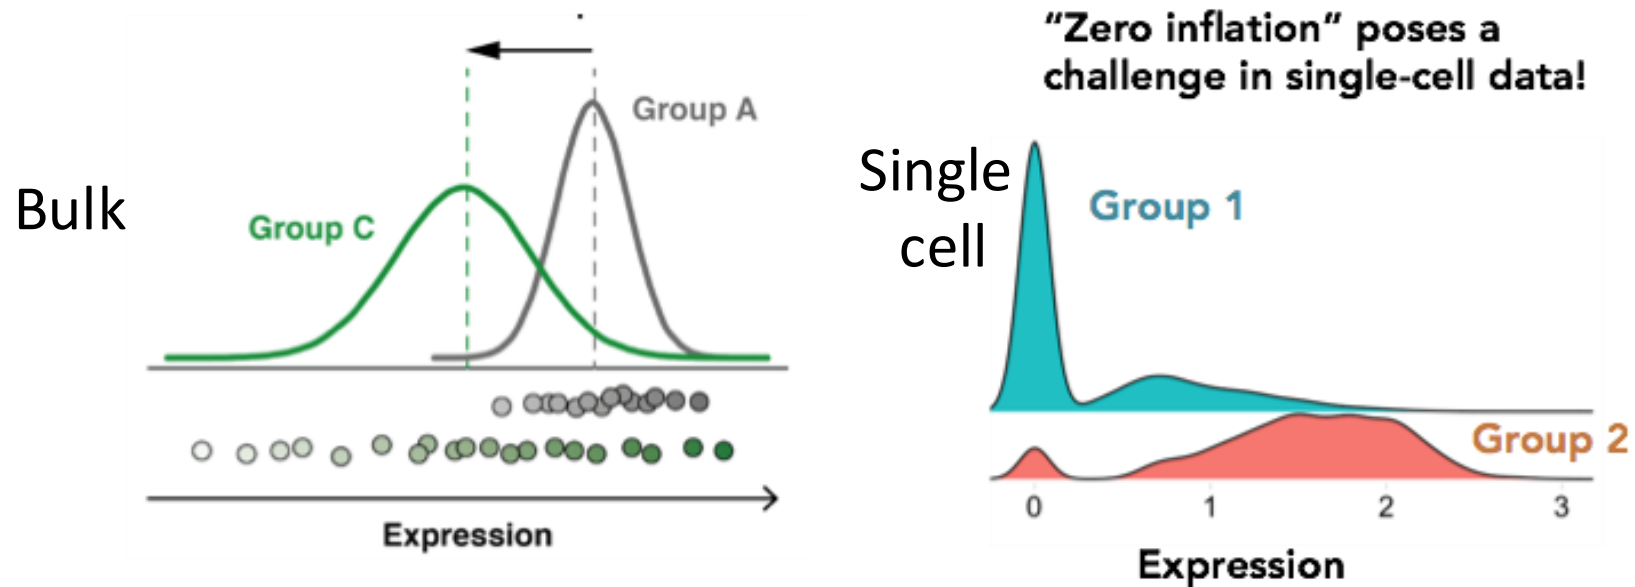 Bulk
Group A
Group C
Expression
“Zero inflation” poses a
challenge in single-cell data!
Single
cell
Group 1
Group 2
0 1 2 3
Expression